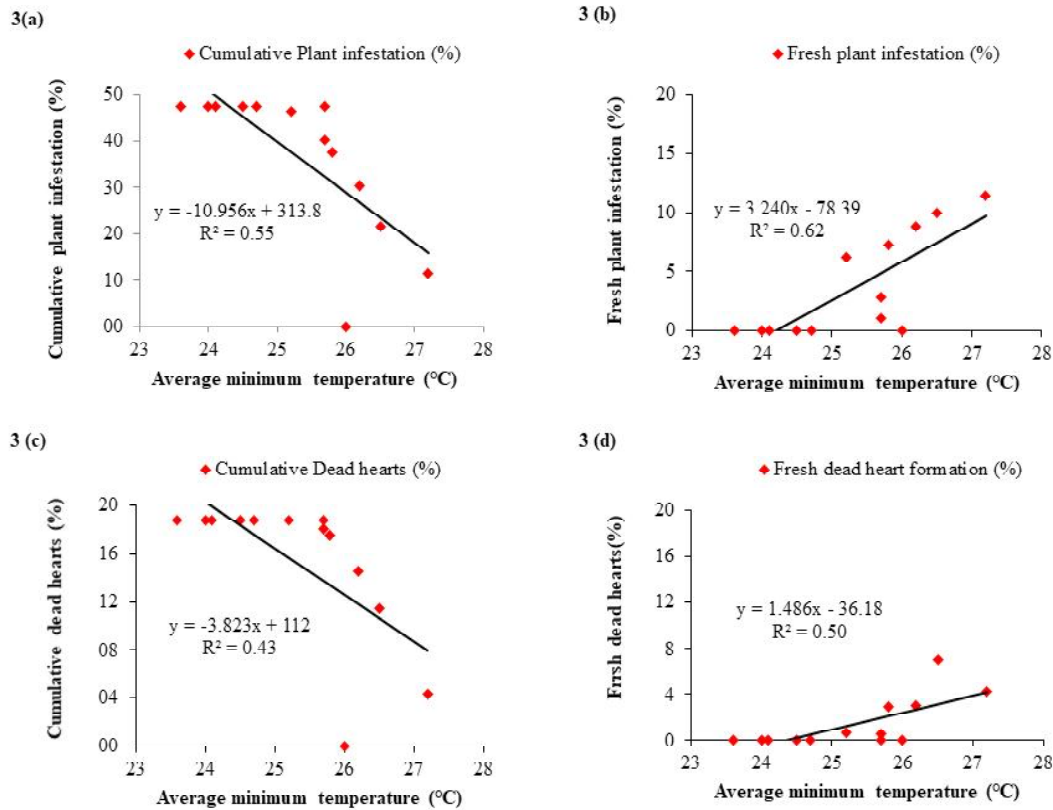 3(a)
Cumulative Plant infestation (%)
Cumulative plant infestation (%)
50
40
30
20
10
00
y = -10.956x + 313.8
R² = 0.55
23 24 25 26 27 28
Average minimum temperature (°C)
3 (b)
Fresh plant infestation (%)
Fresh plant infestation (%)
20
15
10
5
0
y = 3.240x - 78.39
R² = 0.62
23 24 25 26 27 28
Average minimum temperature (°C)
3 (c)
Cumulative Dead hearts (%)
Cumulative dead hearts (%)
20
16
12
08
04
00
y = -3.823x + 112
R² = 0.43
23 24 25 26 27 28
Average minimum temperature (°C)
3 (d)
Fresh dead heart formation (%)
Frrsh dead hearts(%)
20
16
12
8
4
0
y = 1.486x - 36.18
R² = 0.50
23 24 25 26 27 28
Average minimum temperature (°C)